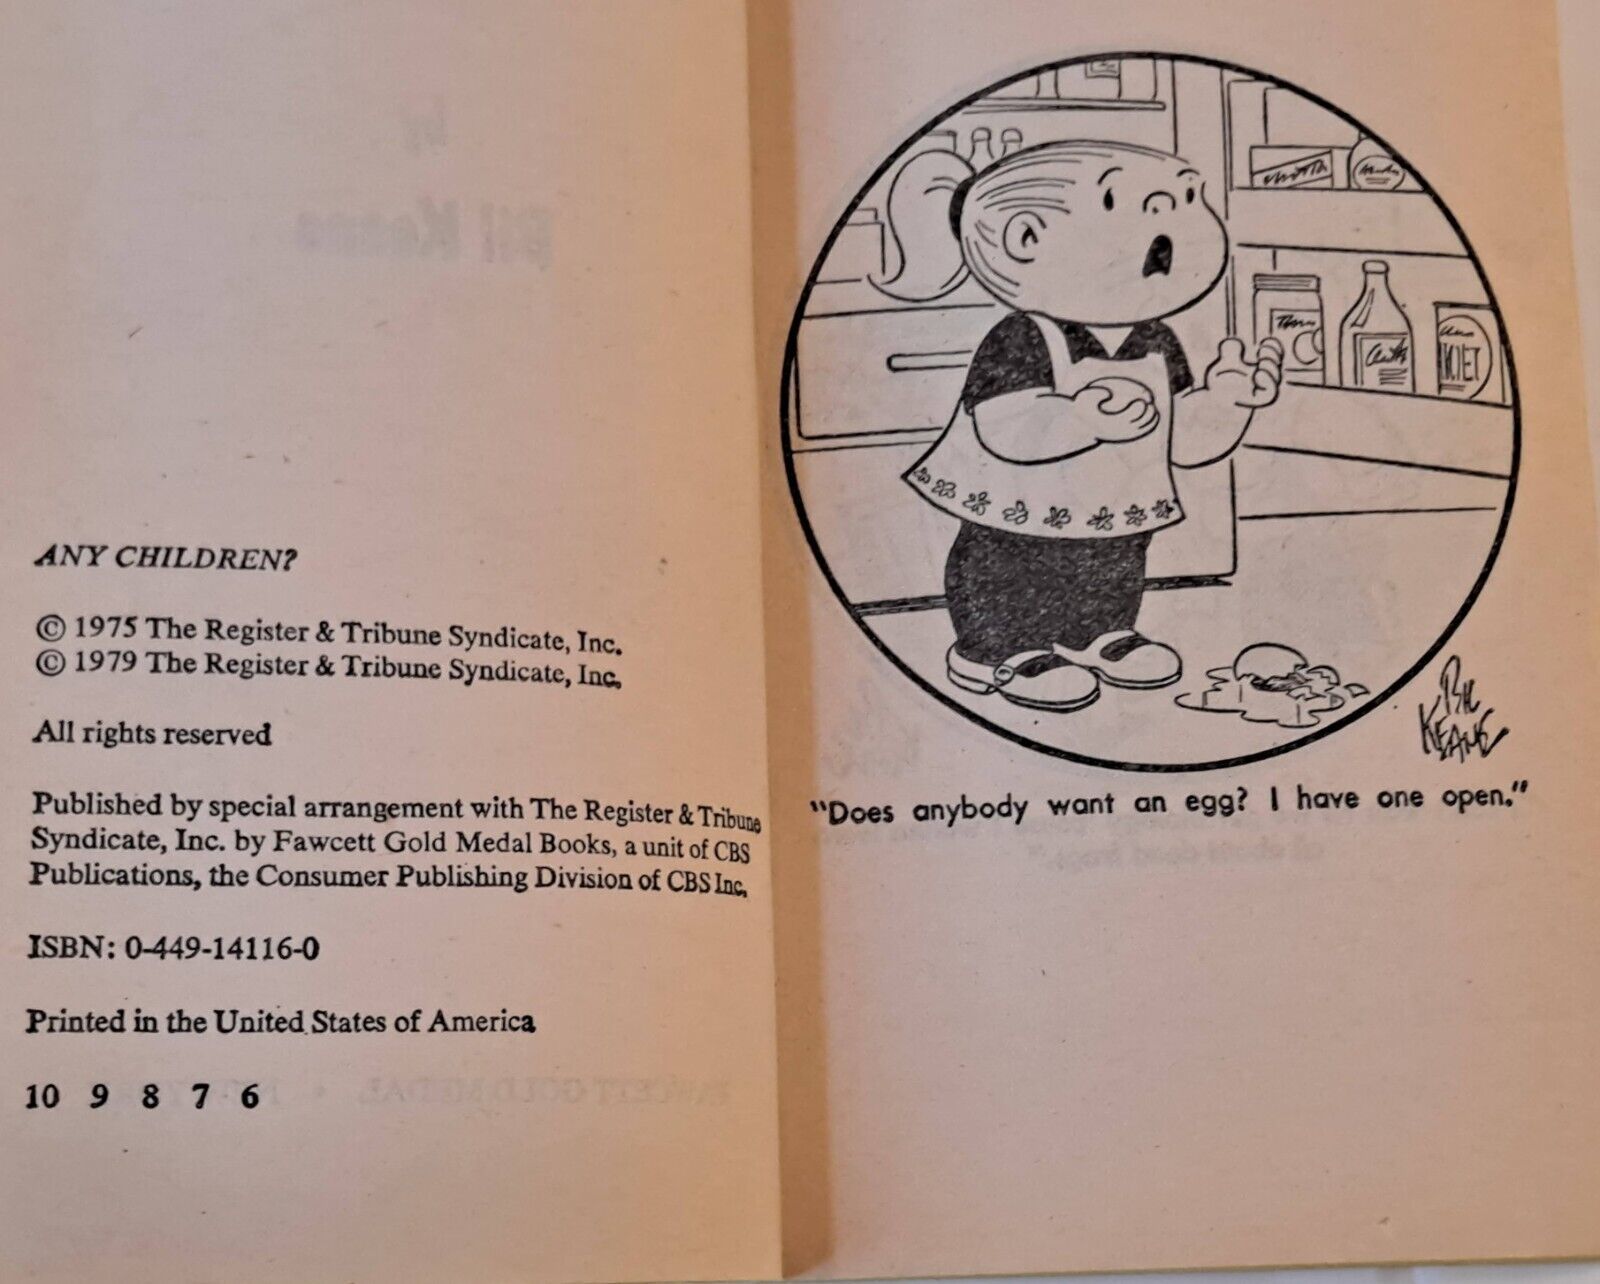 ANY CHILDREN?
© 1975 The Register & Tribune Syndicate, Inc.
© 1979 The Register & Tribune Syndicate, Inc.
All rights reserved
Published by special arrangement with The Register & Tribune
Syndicate, Inc. by Fawcett Gold Medal Books, a unit of CBS
Publications, the Consumer Publishing Division of CBS Inc.
ISBN: 0-449-14116-0
Printed in the United States of America
10 9 8 7 6
BIL
KEANE
"Does anybody want an egg? I have one open."